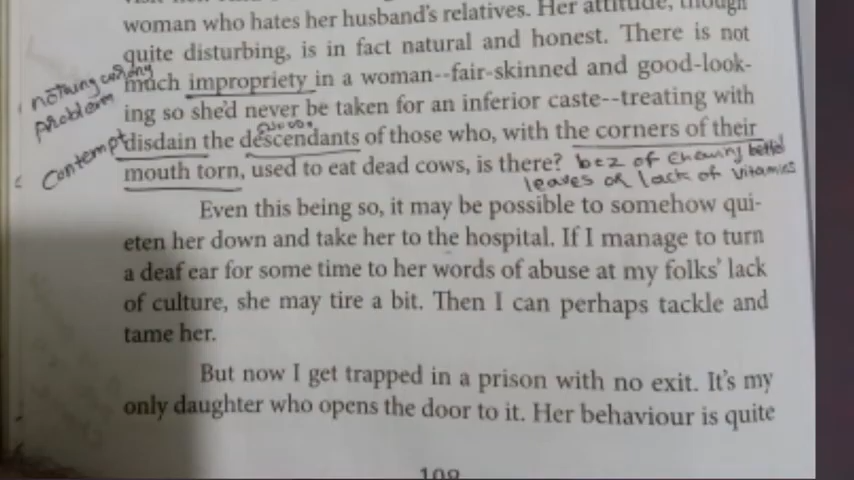 woman who hates her husband's relatives. Her attitude, though
quite disturbing, is in fact natural and honest. There is not
nothing wrong
much impropriety in a woman--fair-skinned and good-look-
problem
ing so she'd never be taken for an inferior caste--treating with
Contempt
disdain the descendants of those who, with the corners of their
mouth torn, used to eat dead cows, is there? bcz of chewing
leaves or lack of vitamins
Even this being so, it may be possible to somehow qui-
eten her down and take her to the hospital. If I manage to turn
a deaf ear for some time to her words of abuse at my folks' lack
of culture, she may tire a bit. Then I can perhaps tackle and
tame her.
But now I get trapped in a prison with no exit. It's my
only daughter who opens the door to it. Her behaviour is quite
109